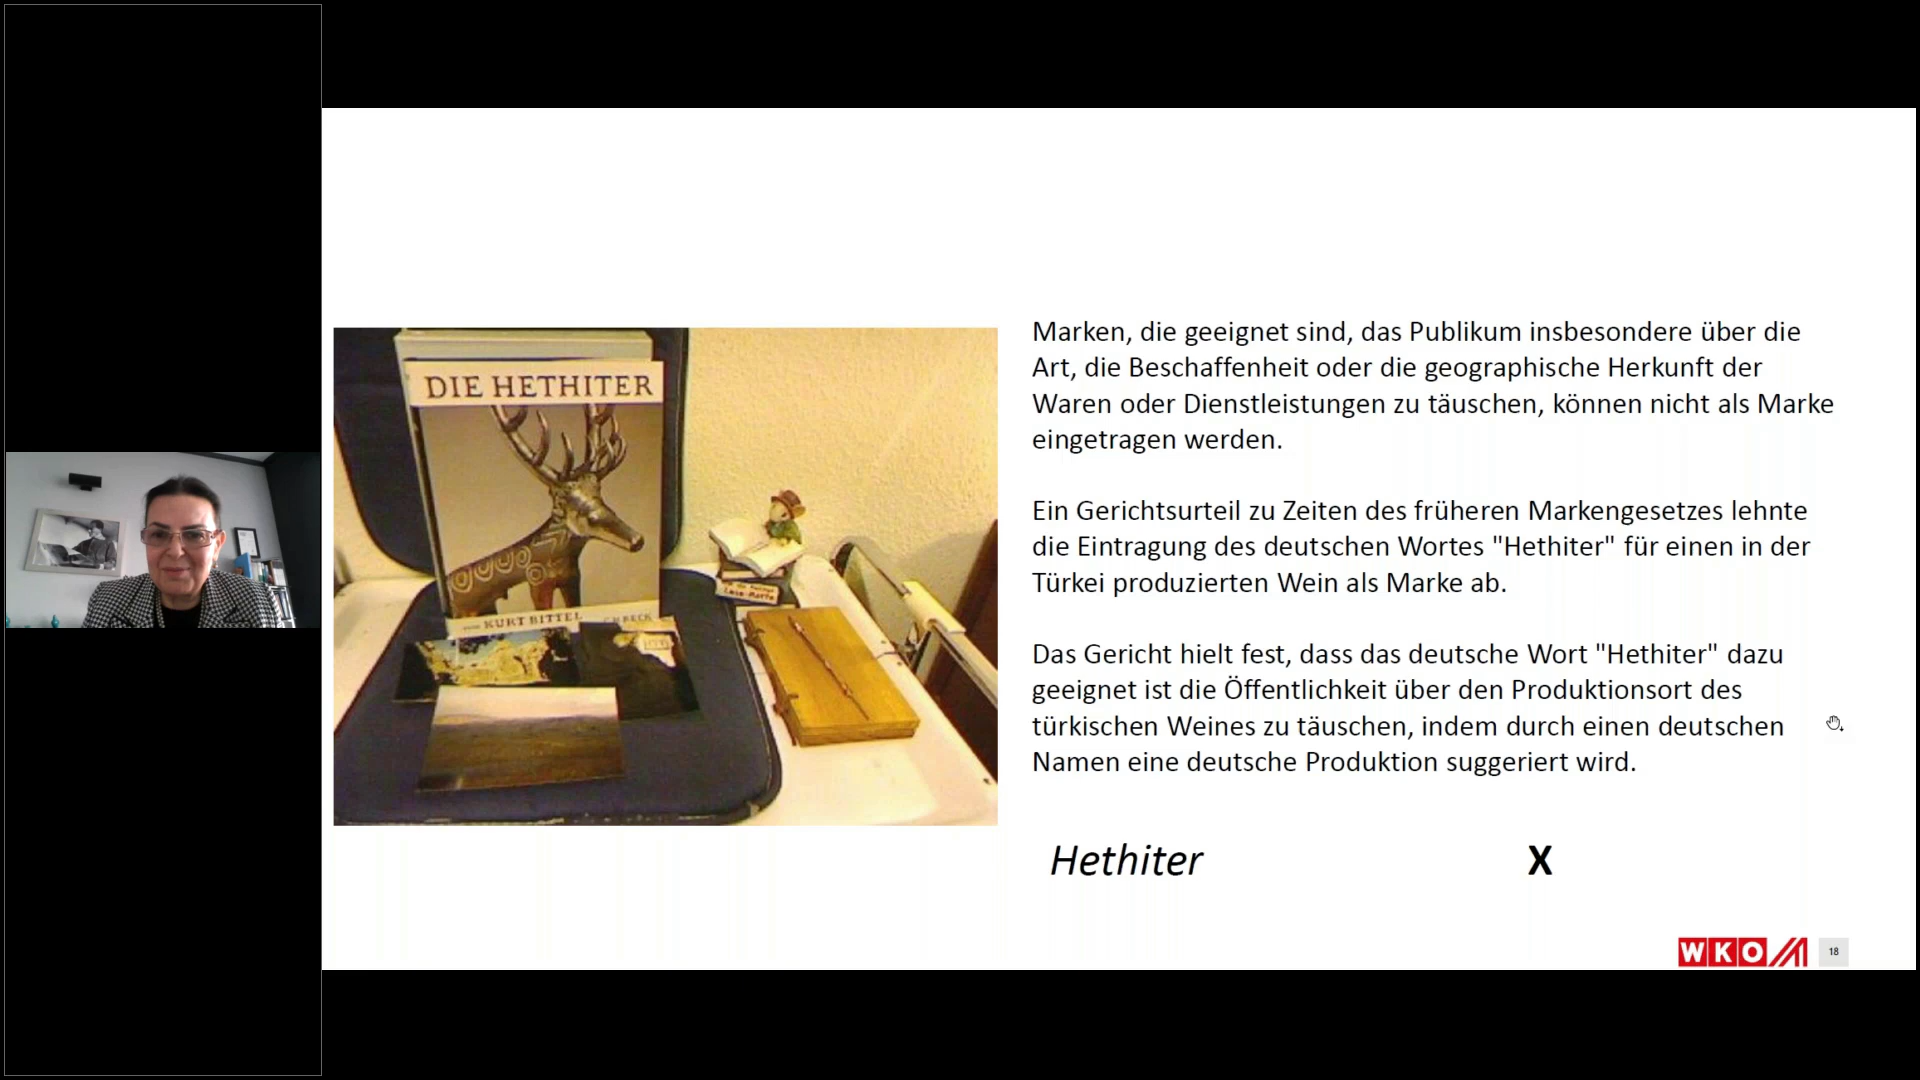 DIE HETHITER
KURT BITTEL
C.H.BECK
Marken, die geeignet sind, das Publikum insbesondere über die
Art, die Beschaffenheit oder die geographische Herkunft der
Waren oder Dienstleistungen zu täuschen, können nicht als Marke
eingetragen werden.
Ein Gerichtsurteil zu Zeiten des früheren Markengesetzes lehnte
die Eintragung des deutschen Wortes "Hethiter" für einen in der
Türkei produzierten Wein als Marke ab.
Das Gericht hielt fest, dass das deutsche Wort "Hethiter" dazu
geeignet ist die Öffentlichkeit über den Produktionsort des
türkischen Weines zu täuschen, indem durch einen deutschen
Namen eine deutsche Produktion suggeriert wird.
Hethiter X
WKO 18